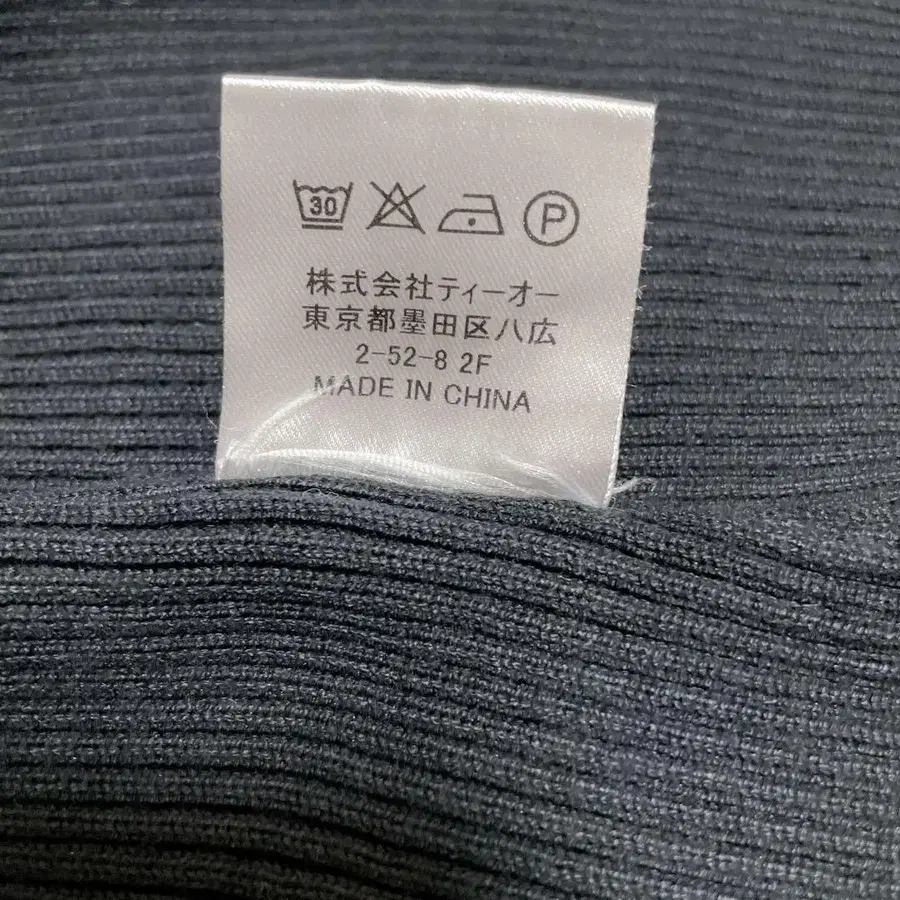 30 P
株式会社ティーオー
東京都墨田区八広
2-52-8 2F
MADE IN CHINA